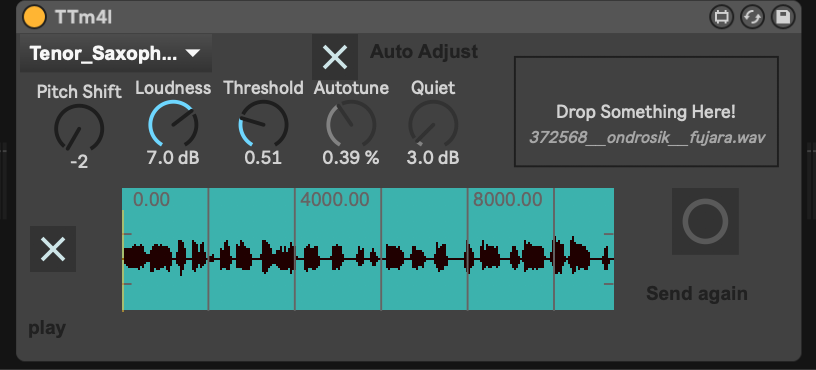 TTm4l
Tenor_Saxoph...
Auto Adjust
Pitch Shift Loudness Threshold Autotune Quiet
-2 7.0 dB 0.51 0.39 % 3.0 dB
Drop Something Here!
372568__ondrosik__fujara.wav
0.00 4000.00 8000.00
play
Send again